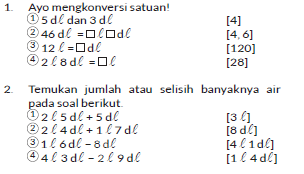 1. Ayo mengkonversi satuan!
① 5 dℓ dan 3 dℓ [4]
② 46 dℓ = □ ℓ □ dℓ [4, 6]
③ 12 ℓ = □ dℓ [120]
④ 2 ℓ 8 dℓ = □ ℓ [28]
2. Temukan jumlah atau selisih banyaknya air
pada soal berikut.
① 2 ℓ 5 dℓ + 5 dℓ [3 ℓ]
② 2 ℓ 4 dℓ + 1 ℓ 7 dℓ [8 dℓ]
③ 1 ℓ 6 dℓ – 8 dℓ [4 ℓ 1 dℓ]
④ 4 ℓ 3 dℓ – 2 ℓ 9 dℓ [1 ℓ 4 dℓ]